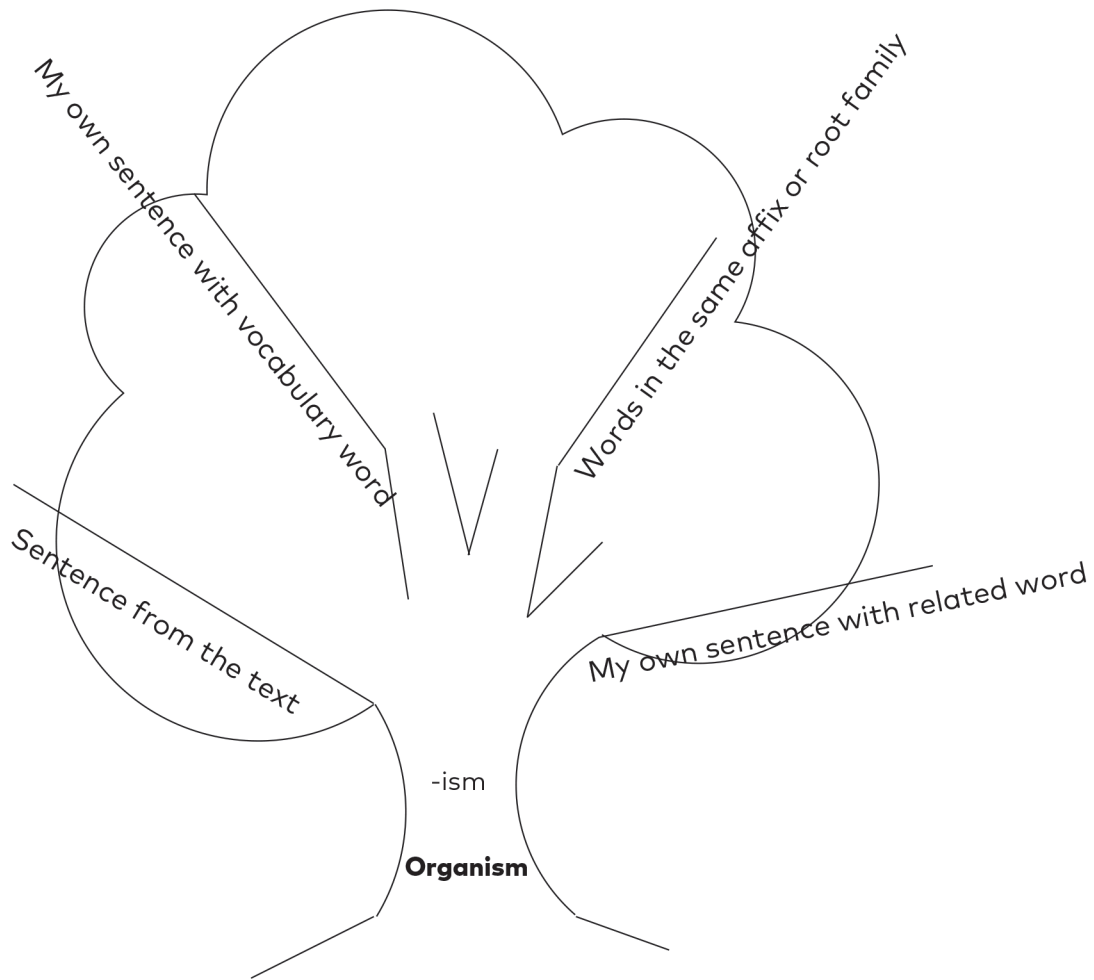 My own sentence with vocabulary word
Words in the same affix or root family
Sentence from the text
My own sentence with related word
-ism
Organism